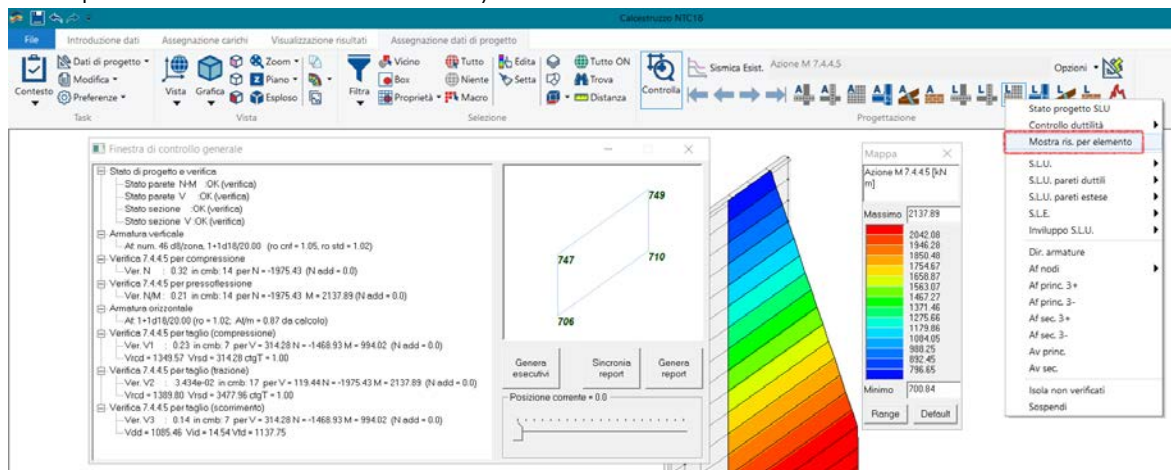 Calcestruzzo NTC18
File Introduzione dati Assegnazione carichi Visualizzazione risultati Assegnazione dati di progetto
Dati di progetto
Modifica
Preferenze
Contesto
Task
Vista
Grafica
Zoom
Piano
Esploso
Vista
Filtra
Vicino
Box
Proprietà
Tutto
Niente
Macro
Edita
Setta
Tutto ON
Trova
Distanza
Selezione
Controlla
Sismica Esist. Azione M 7.4.4.5
Opzioni
Progettazione
Stato progetto SLU
Controllo duttilità
Mostra ris. per elemento
S.L.U.
S.L.U. pareti duttili
S.L.U. pareti estese
S.L.E.
Inviluppo S.L.U.
Dir. armature
Af nodi
Af princ. 3+
Af princ. 3-
Af sec. 3+
Af sec. 3-
Av princ.
Av sec.
Isola non verificati
Sospendi
Finestra di controllo generale
Stato di progetto e verifica
Stato parete N-M :OK (verifica)
Stato parete V :OK (verifica)
Stato sezione :OK (verifica)
Stato sezione V :OK (verifica)
Armatura verticale
Af: num. 46 d8/zona, 1+1d18/20.00 (ro cnf = 1.05, ro std = 1.02)
Verifica 7.4.4.5 per compressione
Ver. N : 0.32 in cmb: 14 per N = -1975.43 (N add = 0.0)
Verifica 7.4.4.5 per pressoflessione
Ver. N/M : 0.21 in cmb: 14 per N = -1975.43 M = 2137.89 (N add = 0.0)
Armatura orizzontale
Af: 1+1d18/20.00 (ro = 1.02; Af/m = 0.87 da calcolo)
Verifica 7.4.4.5 per taglio (compressione)
Ver. V1 : 0.23 in cmb: 7 per V = 314.28 N = -1468.93 M = 994.02 (N add = 0.0)
Vrcd = 1349.57 Vrsd = 314.28 ctgT = 1.00
Verifica 7.4.4.5 per taglio (trazione)
Ver. V2 : 3.434e-02 in cmb: 17 per V = 119.44 N = -1975.43 M = 2137.89 (N add = 0.0)
Vrcd = 1389.80 Vrsd = 3477.96 ctgT = 1.00
Verifica 7.4.4.5 per taglio (scorrimento)
Ver. V3 : 0.14 in cmb: 7 per V = 314.28 N = -1468.93 M = 994.02 (N add = 0.0)
Vdd = 1085.46 Vid = 14.54 Vfd = 1137.75
749
747
710
706
Genera esecutivi
Sincronia report
Genera report
Posizione corrente = 0.0
Mappa
Azione M 7.4.4.5 [kN
m]
Massimo 2137.89
2042.08
1946.28
1850.48
1754.67
1658.87
1563.07
1467.27
1371.46
1275.66
1179.86
1084.05
988.25
892.45
796.65
Minimo 700.84
Range Default